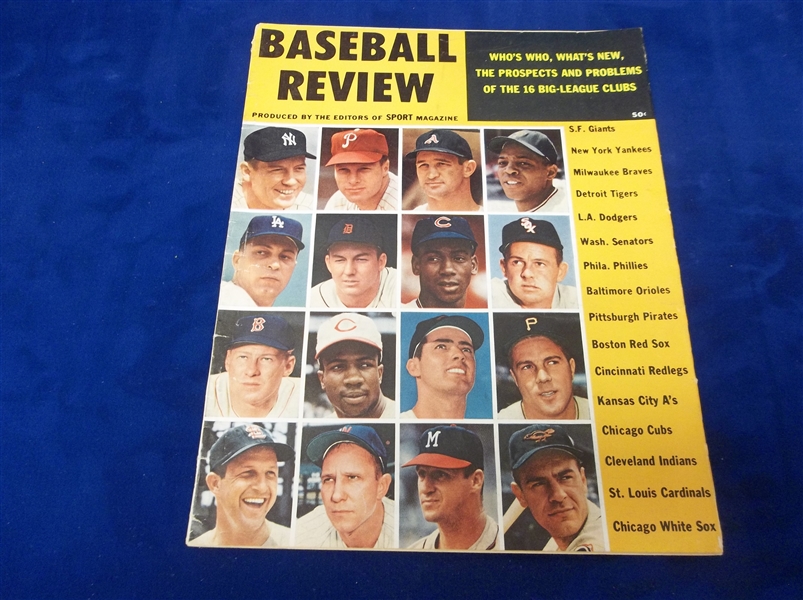 BASEBALL
REVIEW
PRODUCED BY THE EDITORS OF SPORT MAGAZINE
WHO'S WHO, WHAT'S NEW,
THE PROSPECTS AND PROBLEMS
OF THE 16 BIG-LEAGUE CLUBS
50¢
S.F. Giants
New York Yankees
Milwaukee Braves
Detroit Tigers
L.A. Dodgers
Wash. Senators
Phila. Phillies
Baltimore Orioles
Pittsburgh Pirates
Boston Red Sox
Cincinnati Redlegs
Kansas City A's
Chicago Cubs
Cleveland Indians
St. Louis Cardinals
Chicago White Sox
NY
P
A
LA
B
C
SOX
B
C
P
M